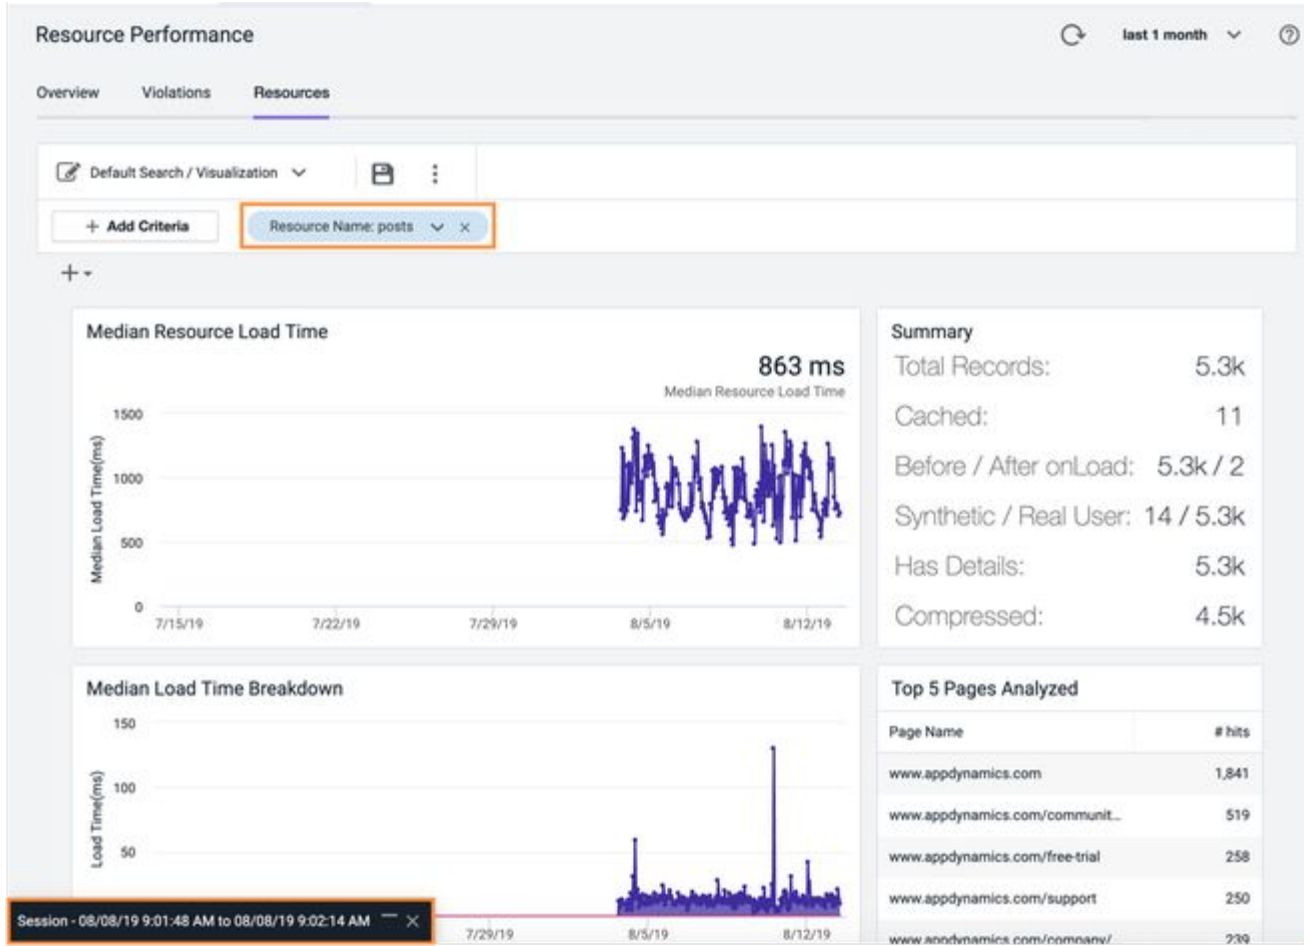 Resource Performance
last 1 month
Overview Violations Resources
Default Search / Visualization
+ Add Criteria
Resource Name: posts
Median Resource Load Time
863 ms
Median Resource Load Time
Median Load Time(ms)
1500
1000
500
0
7/15/19 7/22/19 7/29/19 8/5/19 8/12/19
Summary
Total Records: 5.3k
Cached: 11
Before / After onLoad: 5.3k / 2
Synthetic / Real User: 14 / 5.3k
Has Details: 5.3k
Compressed: 4.5k
Median Load Time Breakdown
Load Time(ms)
150
100
50
7/29/19 8/5/19 8/12/19
Top 5 Pages Analyzed
Page Name # hits
www.appdynamics.com 1,841
www.appdynamics.com/communit... 519
www.appdynamics.com/free-trial 258
www.appdynamics.com/support 250
www.appdynamics.com/company/ 239
Session - 08/08/19 9:01:48 AM to 08/08/19 9:02:14 AM